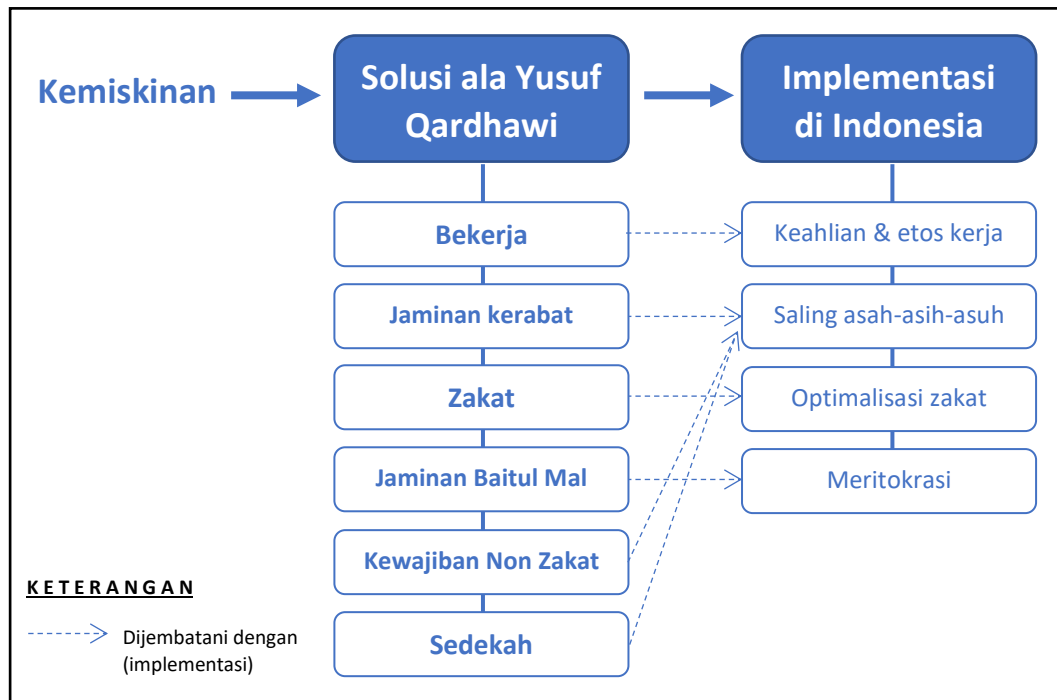 Kemiskinan
Solusi ala Yusuf
Qardhawi
Implementasi
di Indonesia
Bekerja
Keahlian & etos kerja
Jaminan kerabat
Saling asah-asih-asuh
Zakat
Optimalisasi zakat
Jaminan Baitul Mal
Meritokrasi
Kewajiban Non Zakat
Sedekah
KETERANGAN
Dijembatani dengan
(implementasi)